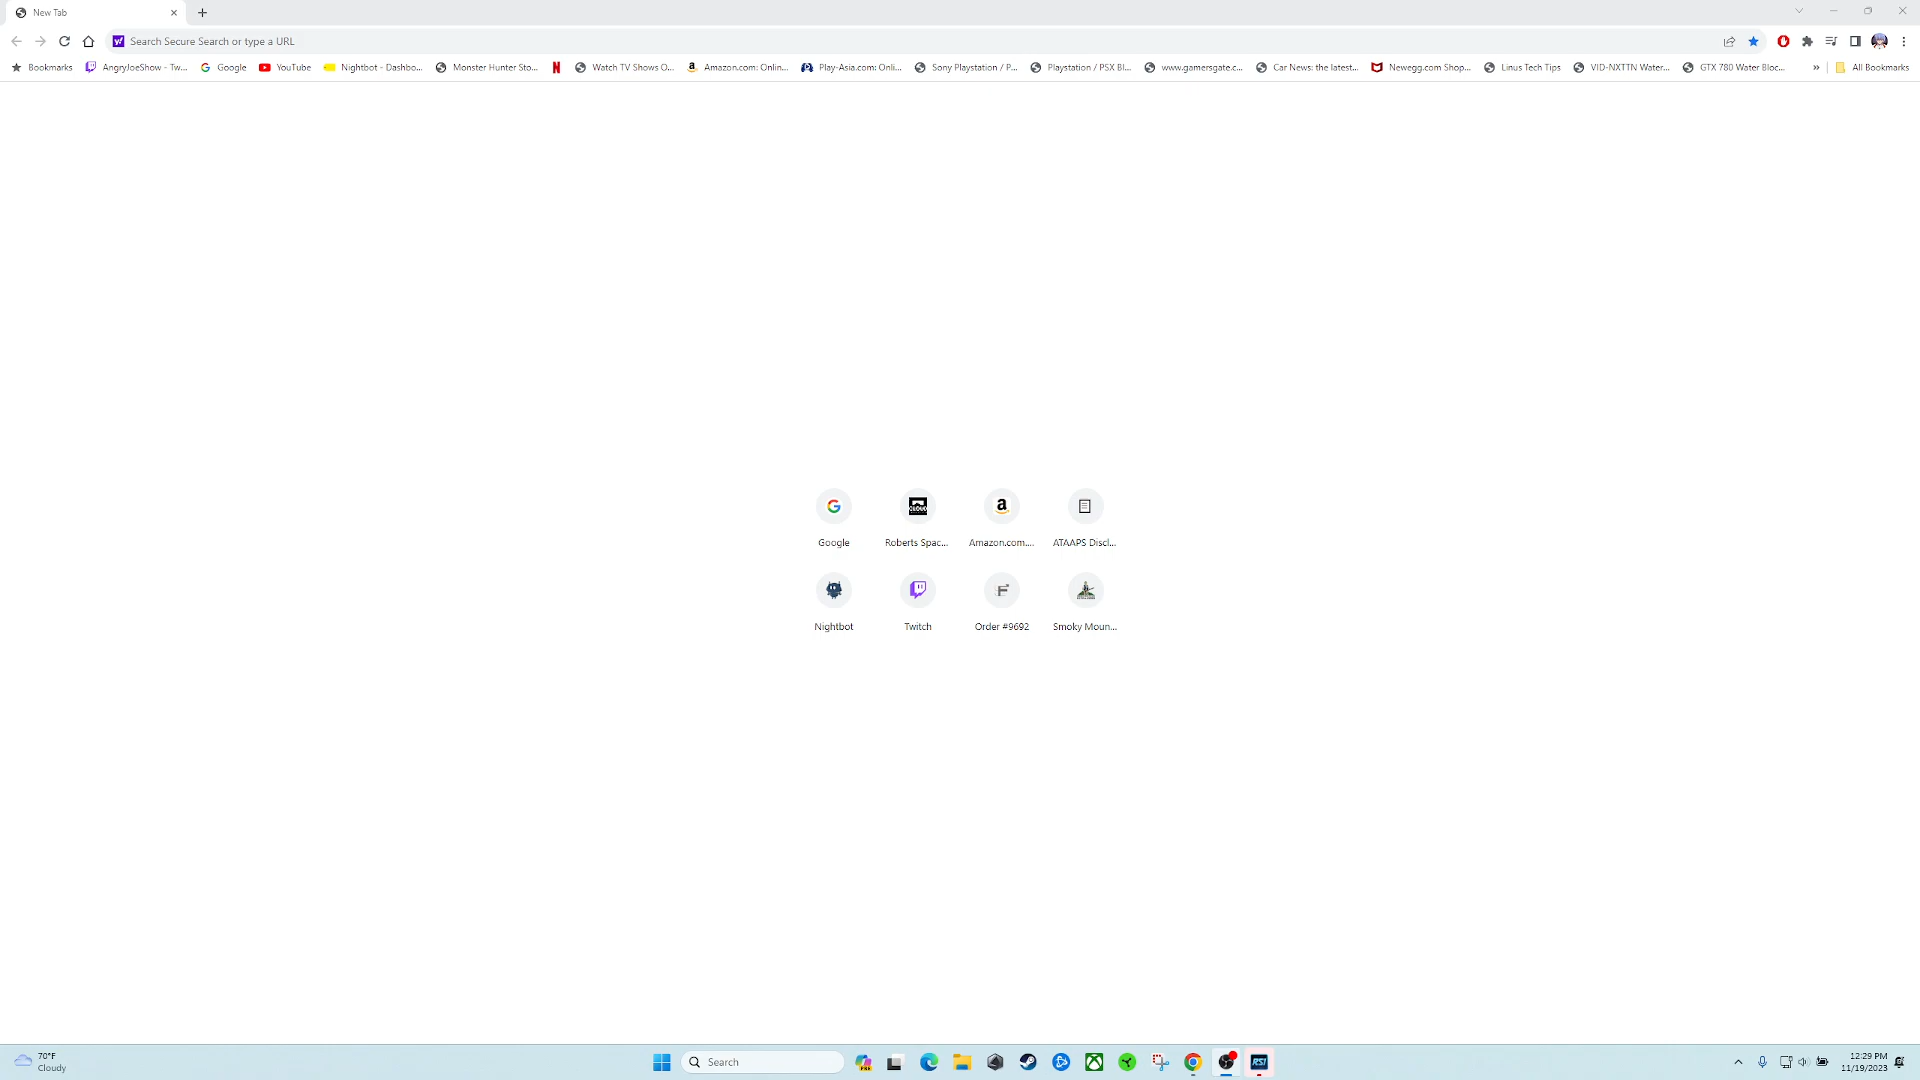 New Tab
Search Secure Search or type a URL
Bookmarks
AngryJoeShow - Tw...
Google
YouTube
Nightbot - Dashbo...
Monster Hunter Sto...
Watch TV Shows O...
Amazon.com: Onlin...
Play-Asia.com: Onli...
Sony Playstation / P...
Playstation / PSX Bl...
www.gamersgate.c...
Car News: the latest...
Newegg.com Shop...
Linus Tech Tips
VID-NXTTN Water...
GTX 780 Water Bloc...
»
All Bookmarks
Google
CLOUD
Roberts Spac...
Amazon.com....
ATAAPS Discl...
Nightbot
Twitch
Order #9692
Smoky Moun...
70°F
Cloudy
Search
PRE
RSI
12:29 PM
11/19/2023